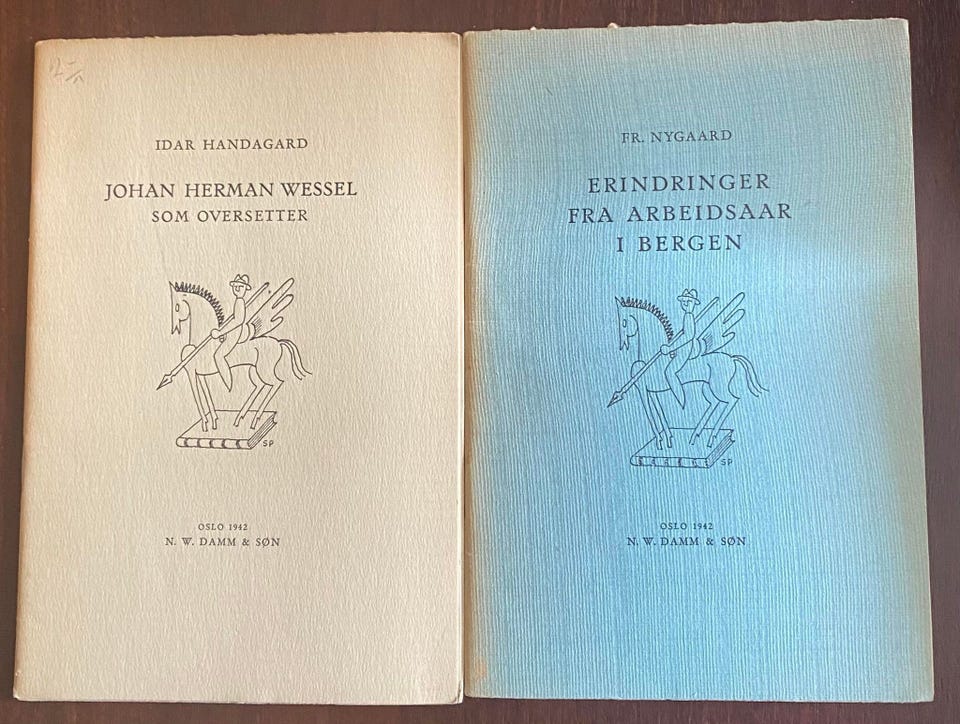 IDAR HANDAGARD
JOHAN HERMAN WESSEL
SOM OVERSETTER
SP
OSLO 1942
N. W. DAMM & SØN
FR. NYGAARD
ERINDRINGER
FRA ARBEIDSAAR
I BERGEN
SP
OSLO 1942
N. W. DAMM & SØN